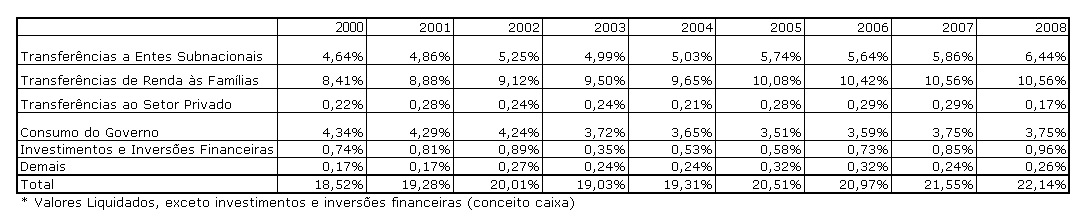 2000 2001 2002 2003 2004 2005 2006 2007 2008
Transferências a Entes Subnacionais 4,64% 4,86% 5,25% 4,99% 5,03% 5,74% 5,64% 5,86% 6,44%
Transferências de Renda às Famílias 8,41% 8,88% 9,12% 9,50% 9,65% 10,08% 10,42% 10,56% 10,56%
Transferências ao Setor Privado 0,22% 0,28% 0,24% 0,24% 0,21% 0,28% 0,29% 0,29% 0,17%
Consumo do Governo 4,34% 4,29% 4,24% 3,72% 3,65% 3,51% 3,59% 3,75% 3,75%
Investimentos e Inversões Financeiras 0,74% 0,81% 0,89% 0,35% 0,53% 0,58% 0,73% 0,85% 0,96%
Demais 0,17% 0,17% 0,27% 0,24% 0,24% 0,32% 0,32% 0,24% 0,26%
Total 18,52% 19,28% 20,01% 19,03% 19,31% 20,51% 20,97% 21,55% 22,14%
* Valores Liquidados, exceto investimentos e inversões financeiras (conceito caixa)